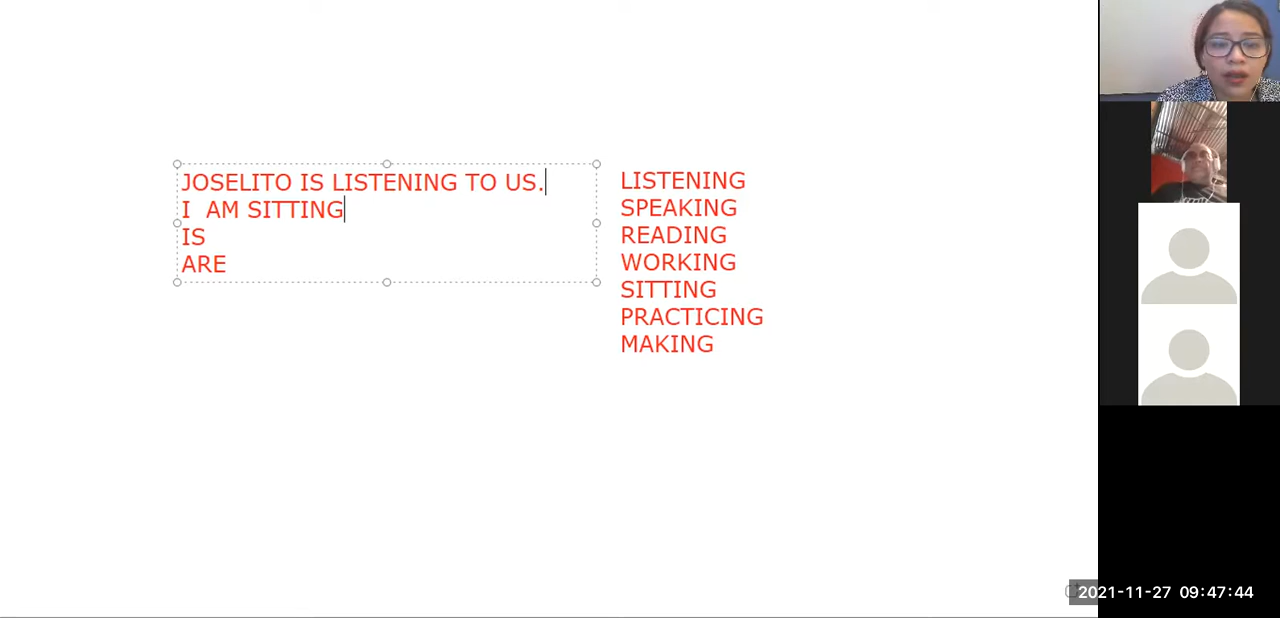 JOSELITO IS LISTENING TO US.
I  AM SITTING
IS
ARE
LISTENING
SPEAKING
READING
WORKING
SITTING
PRACTICING
MAKING
2021-11-27 09:47:44